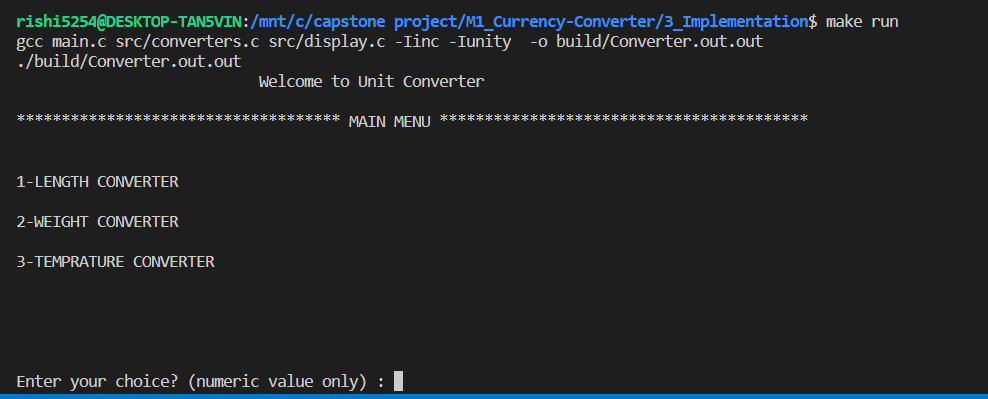 rishi5254@DESKTOP-TAN5VIN:/mnt/c/capstone project/M1_Currency-Converter/3_Implementation$ make run
gcc main.c src/converters.c src/display.c -Iinc -Iunity  -o build/Converter.out.out
./build/Converter.out.out
Welcome to Unit Converter
************************************ MAIN MENU *****************************************
1-LENGTH CONVERTER
2-WEIGHT CONVERTER
3-TEMPRATURE CONVERTER
Enter your choice? (numeric value only) :